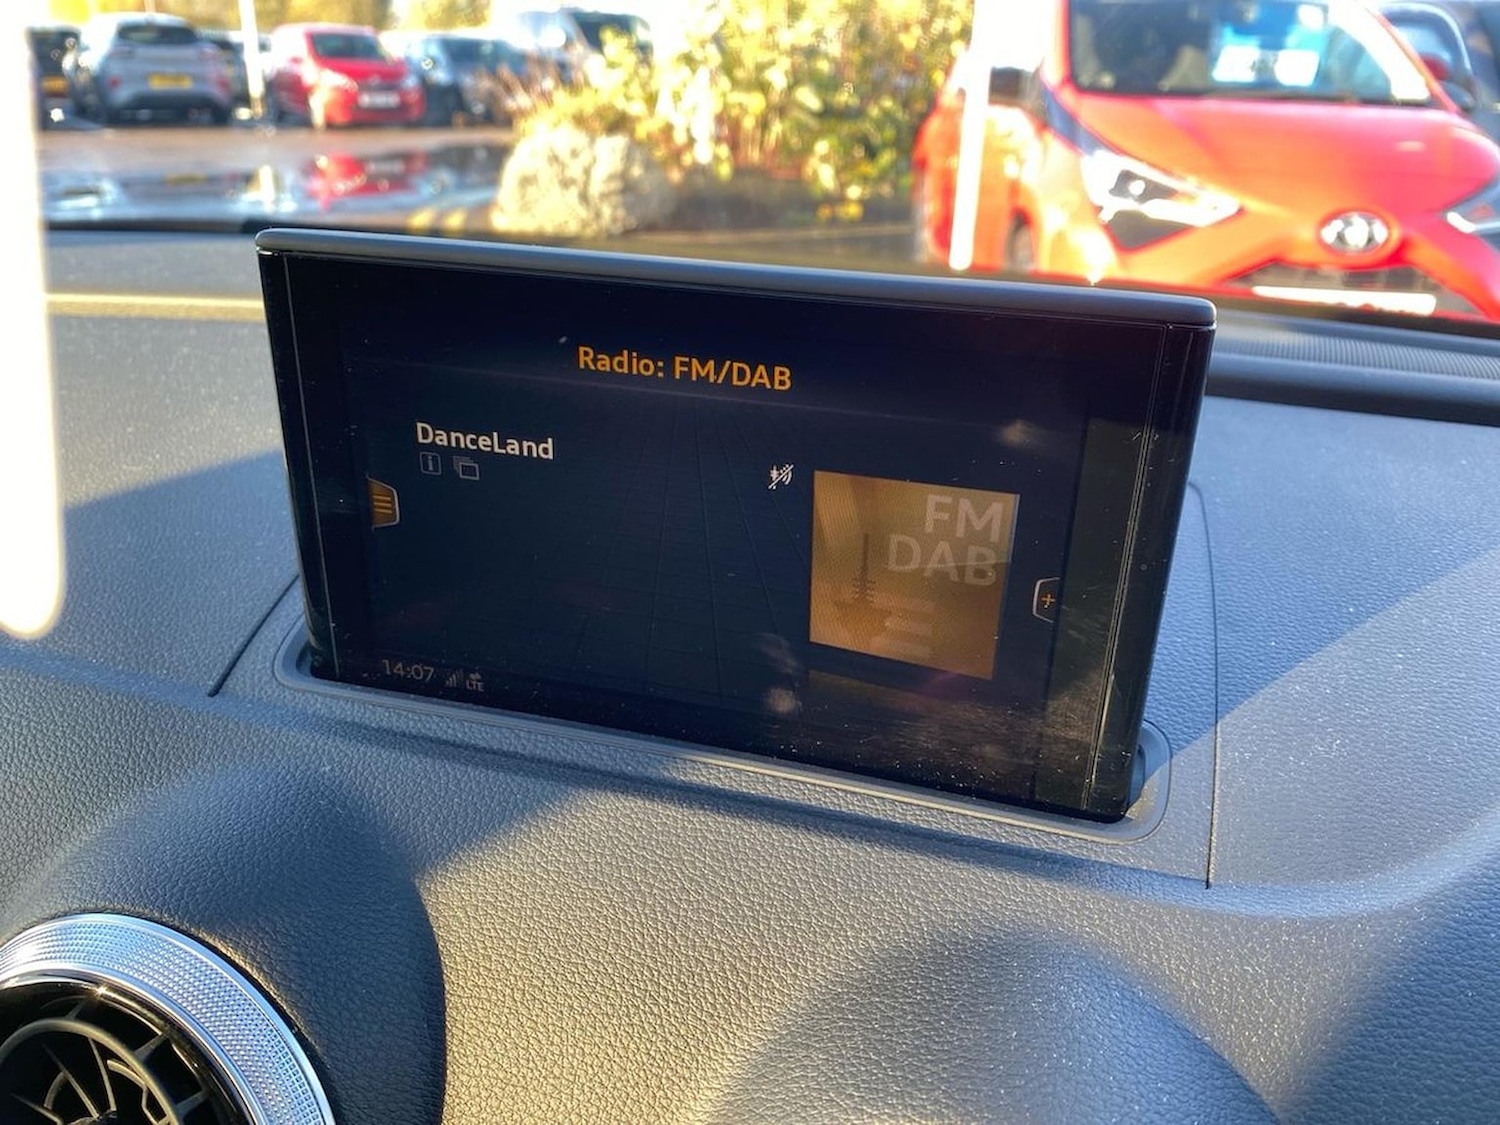 Radio: FM/DAB
DanceLand
FM
DAB
14:07 LTE